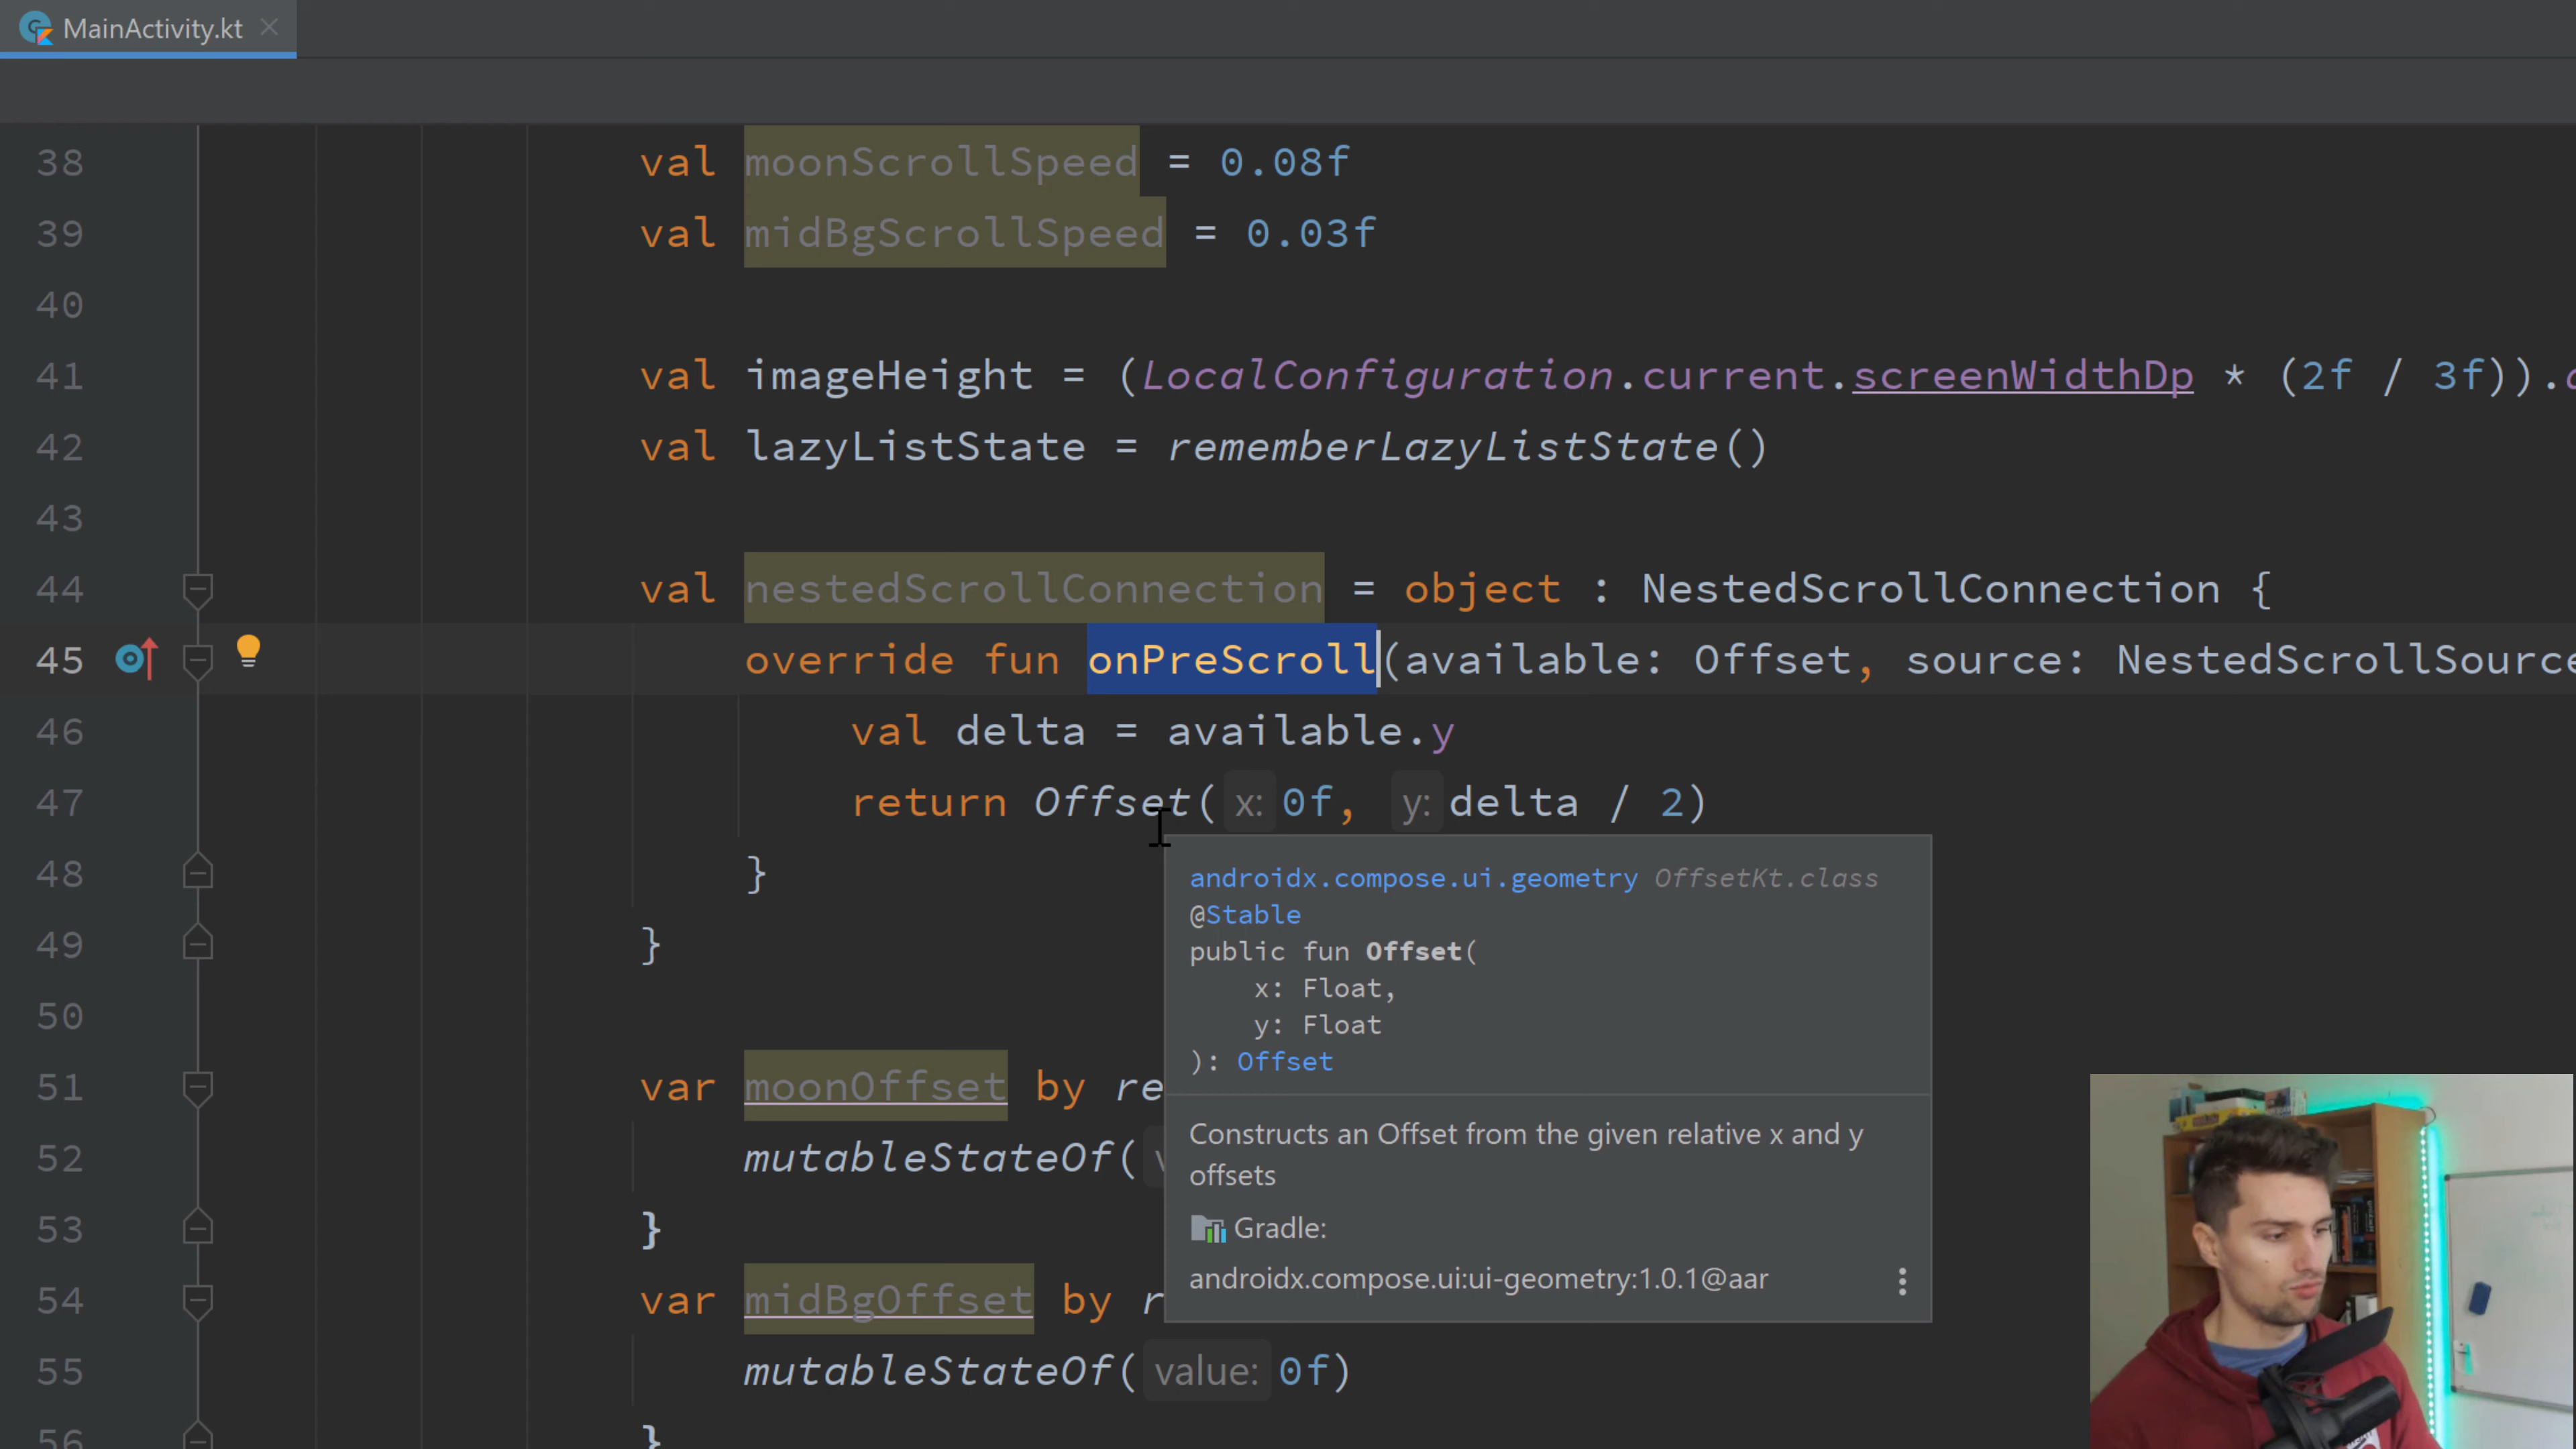 MainActivity.kt
38 val moonScrollSpeed = 0.08f
39 val midBgScrollSpeed = 0.03f
40
41 val imageHeight = (LocalConfiguration.current.screenWidthDp * (2f / 3f)).
42 val lazyListState = rememberLazyListState()
43
44 val nestedScrollConnection = object : NestedScrollConnection {
45 override fun onPreScroll(available: Offset, source: NestedScrollSource
46 val delta = available.y
47 return Offset( x: 0f, y: delta / 2)
48 }
49 }
50
51 var moonOffset by re
52 mutableStateOf( v
53 }
54 var midBgOffset by r
55 mutableStateOf( value: 0f)
56 }
androidx.compose.ui.geometry OffsetKt.class
@Stable
public fun Offset(
x: Float,
y: Float
): Offset
Constructs an Offset from the given relative x and y
offsets
Gradle:
androidx.compose.ui:ui-geometry:1.0.1@aar